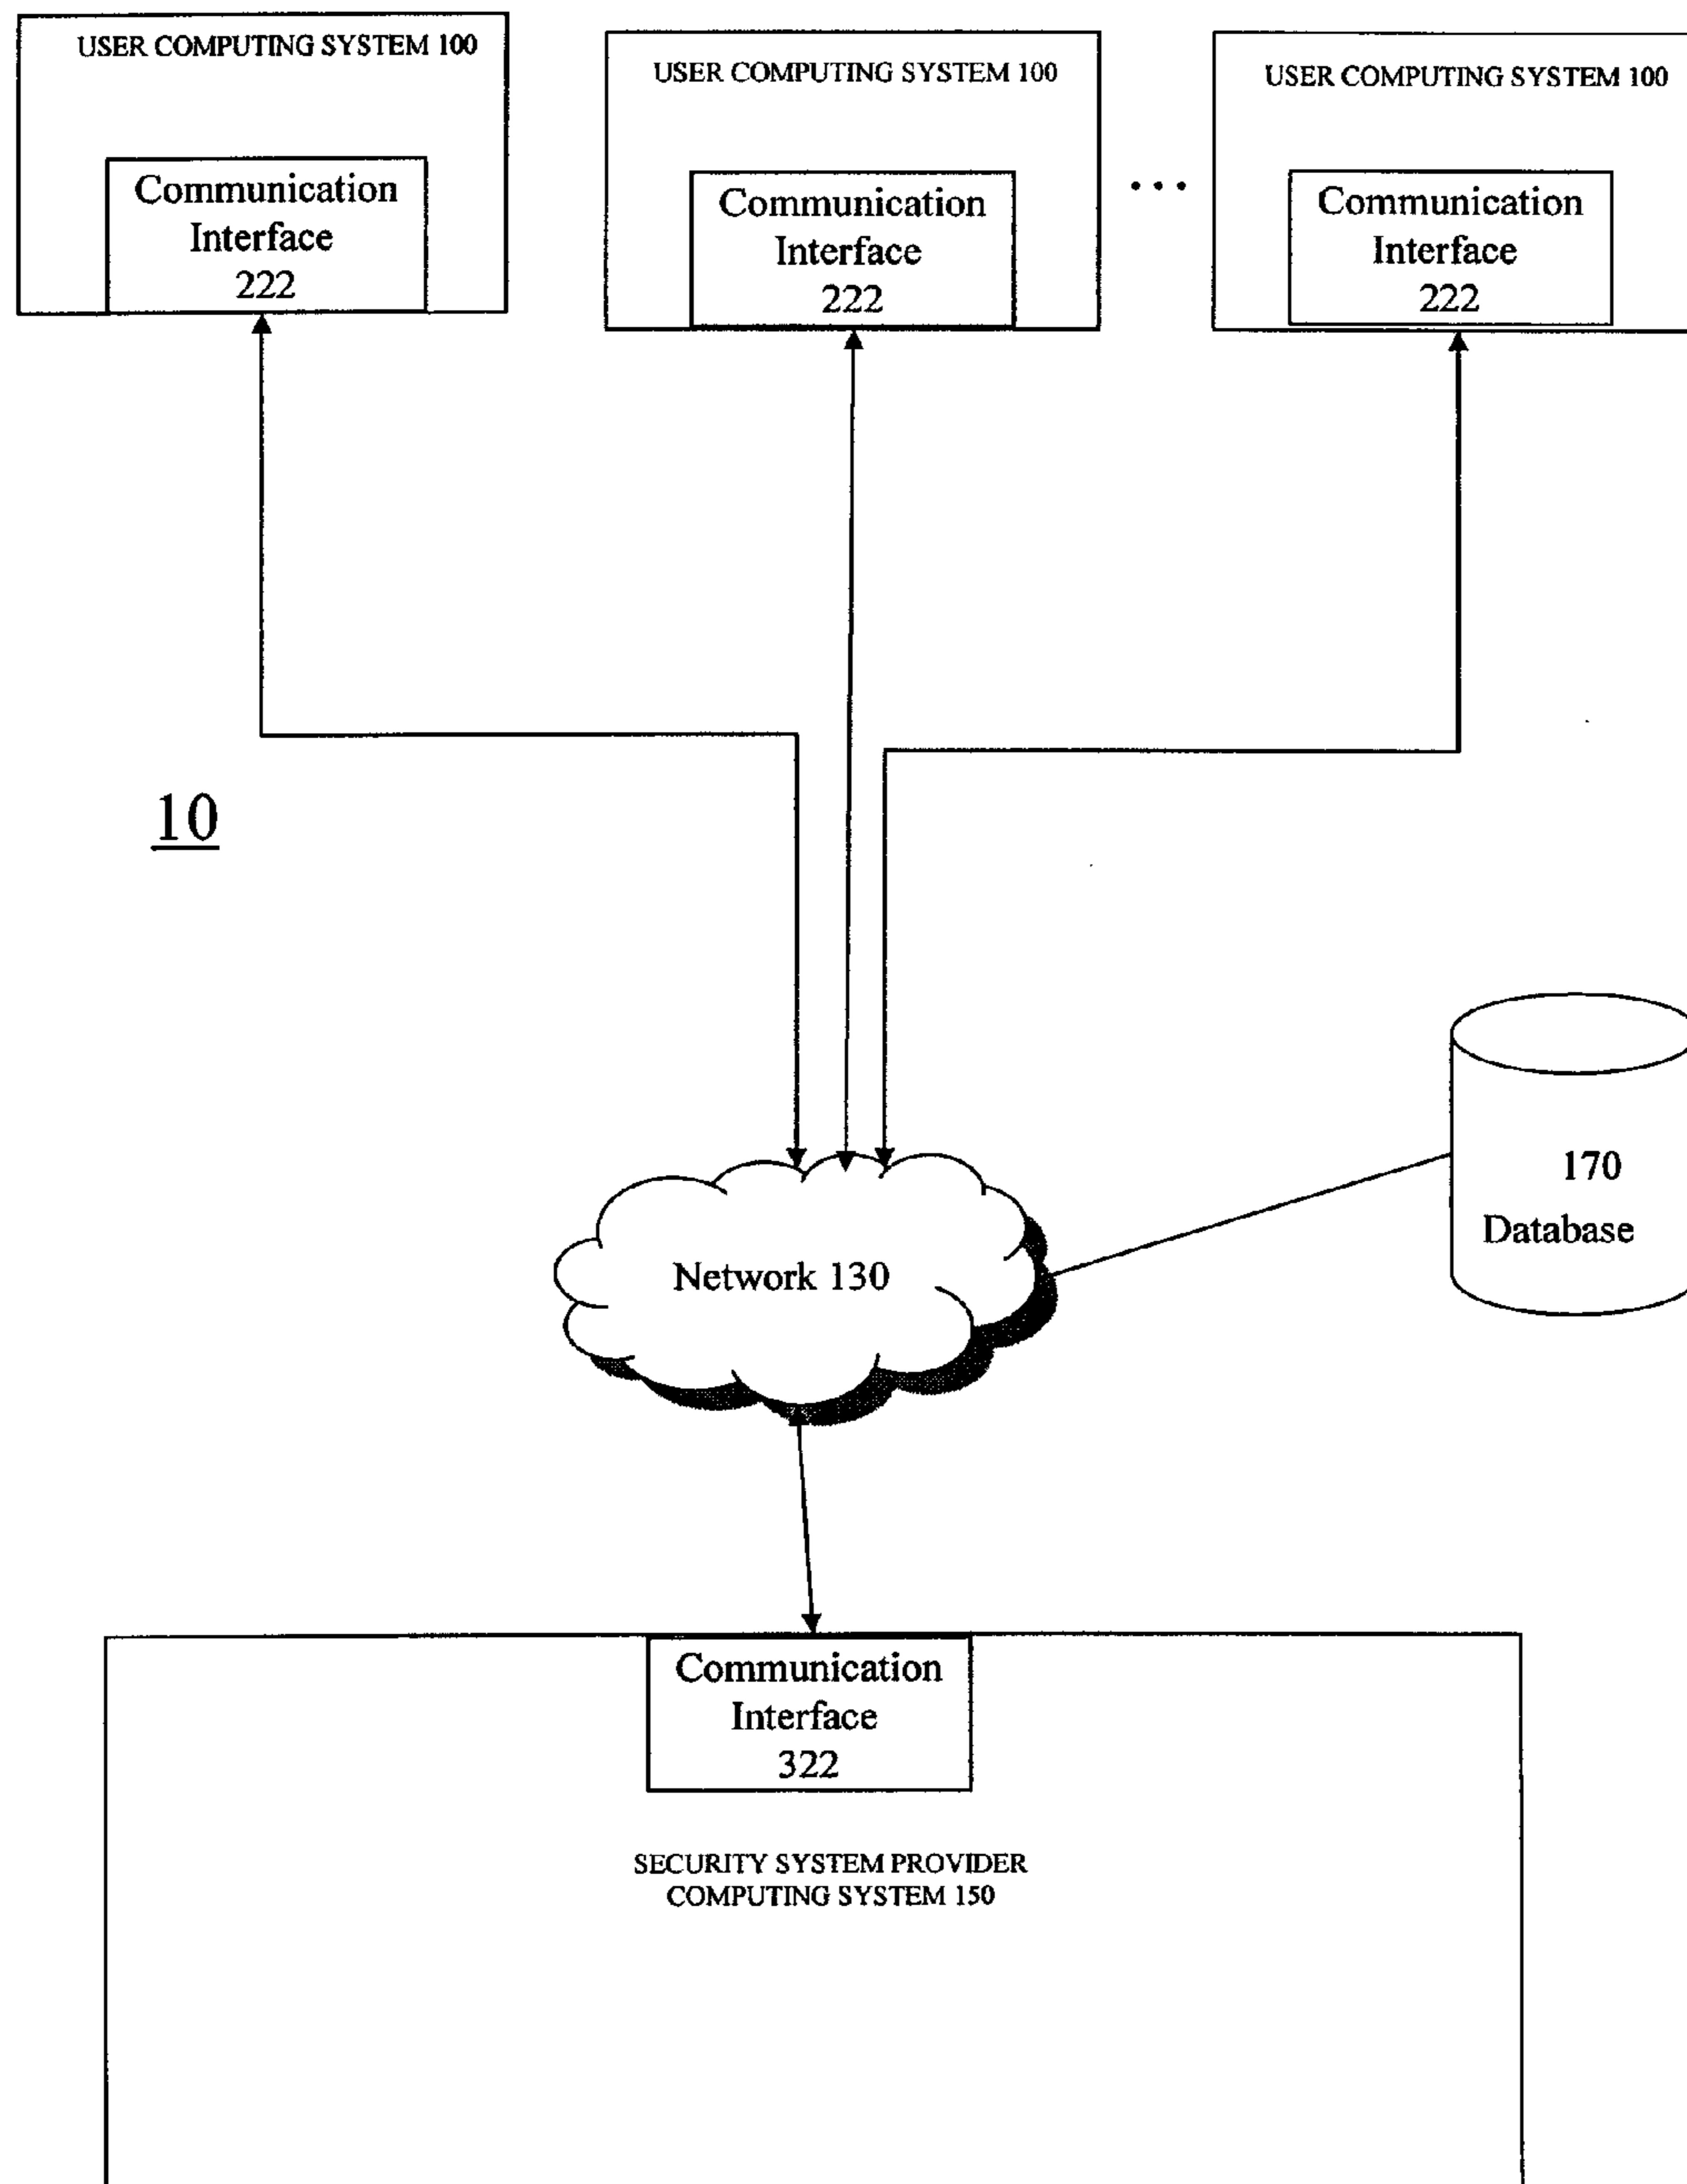 USER COMPUTING SYSTEM 100
Communication
Interface
222
USER COMPUTING SYSTEM 100
Communication
Interface
222
...
USER COMPUTING SYSTEM 100
Communication
Interface
222
10
170
Database
Network 130
Communication
Interface
322
SECURITY SYSTEM PROVIDER
COMPUTING SYSTEM 150